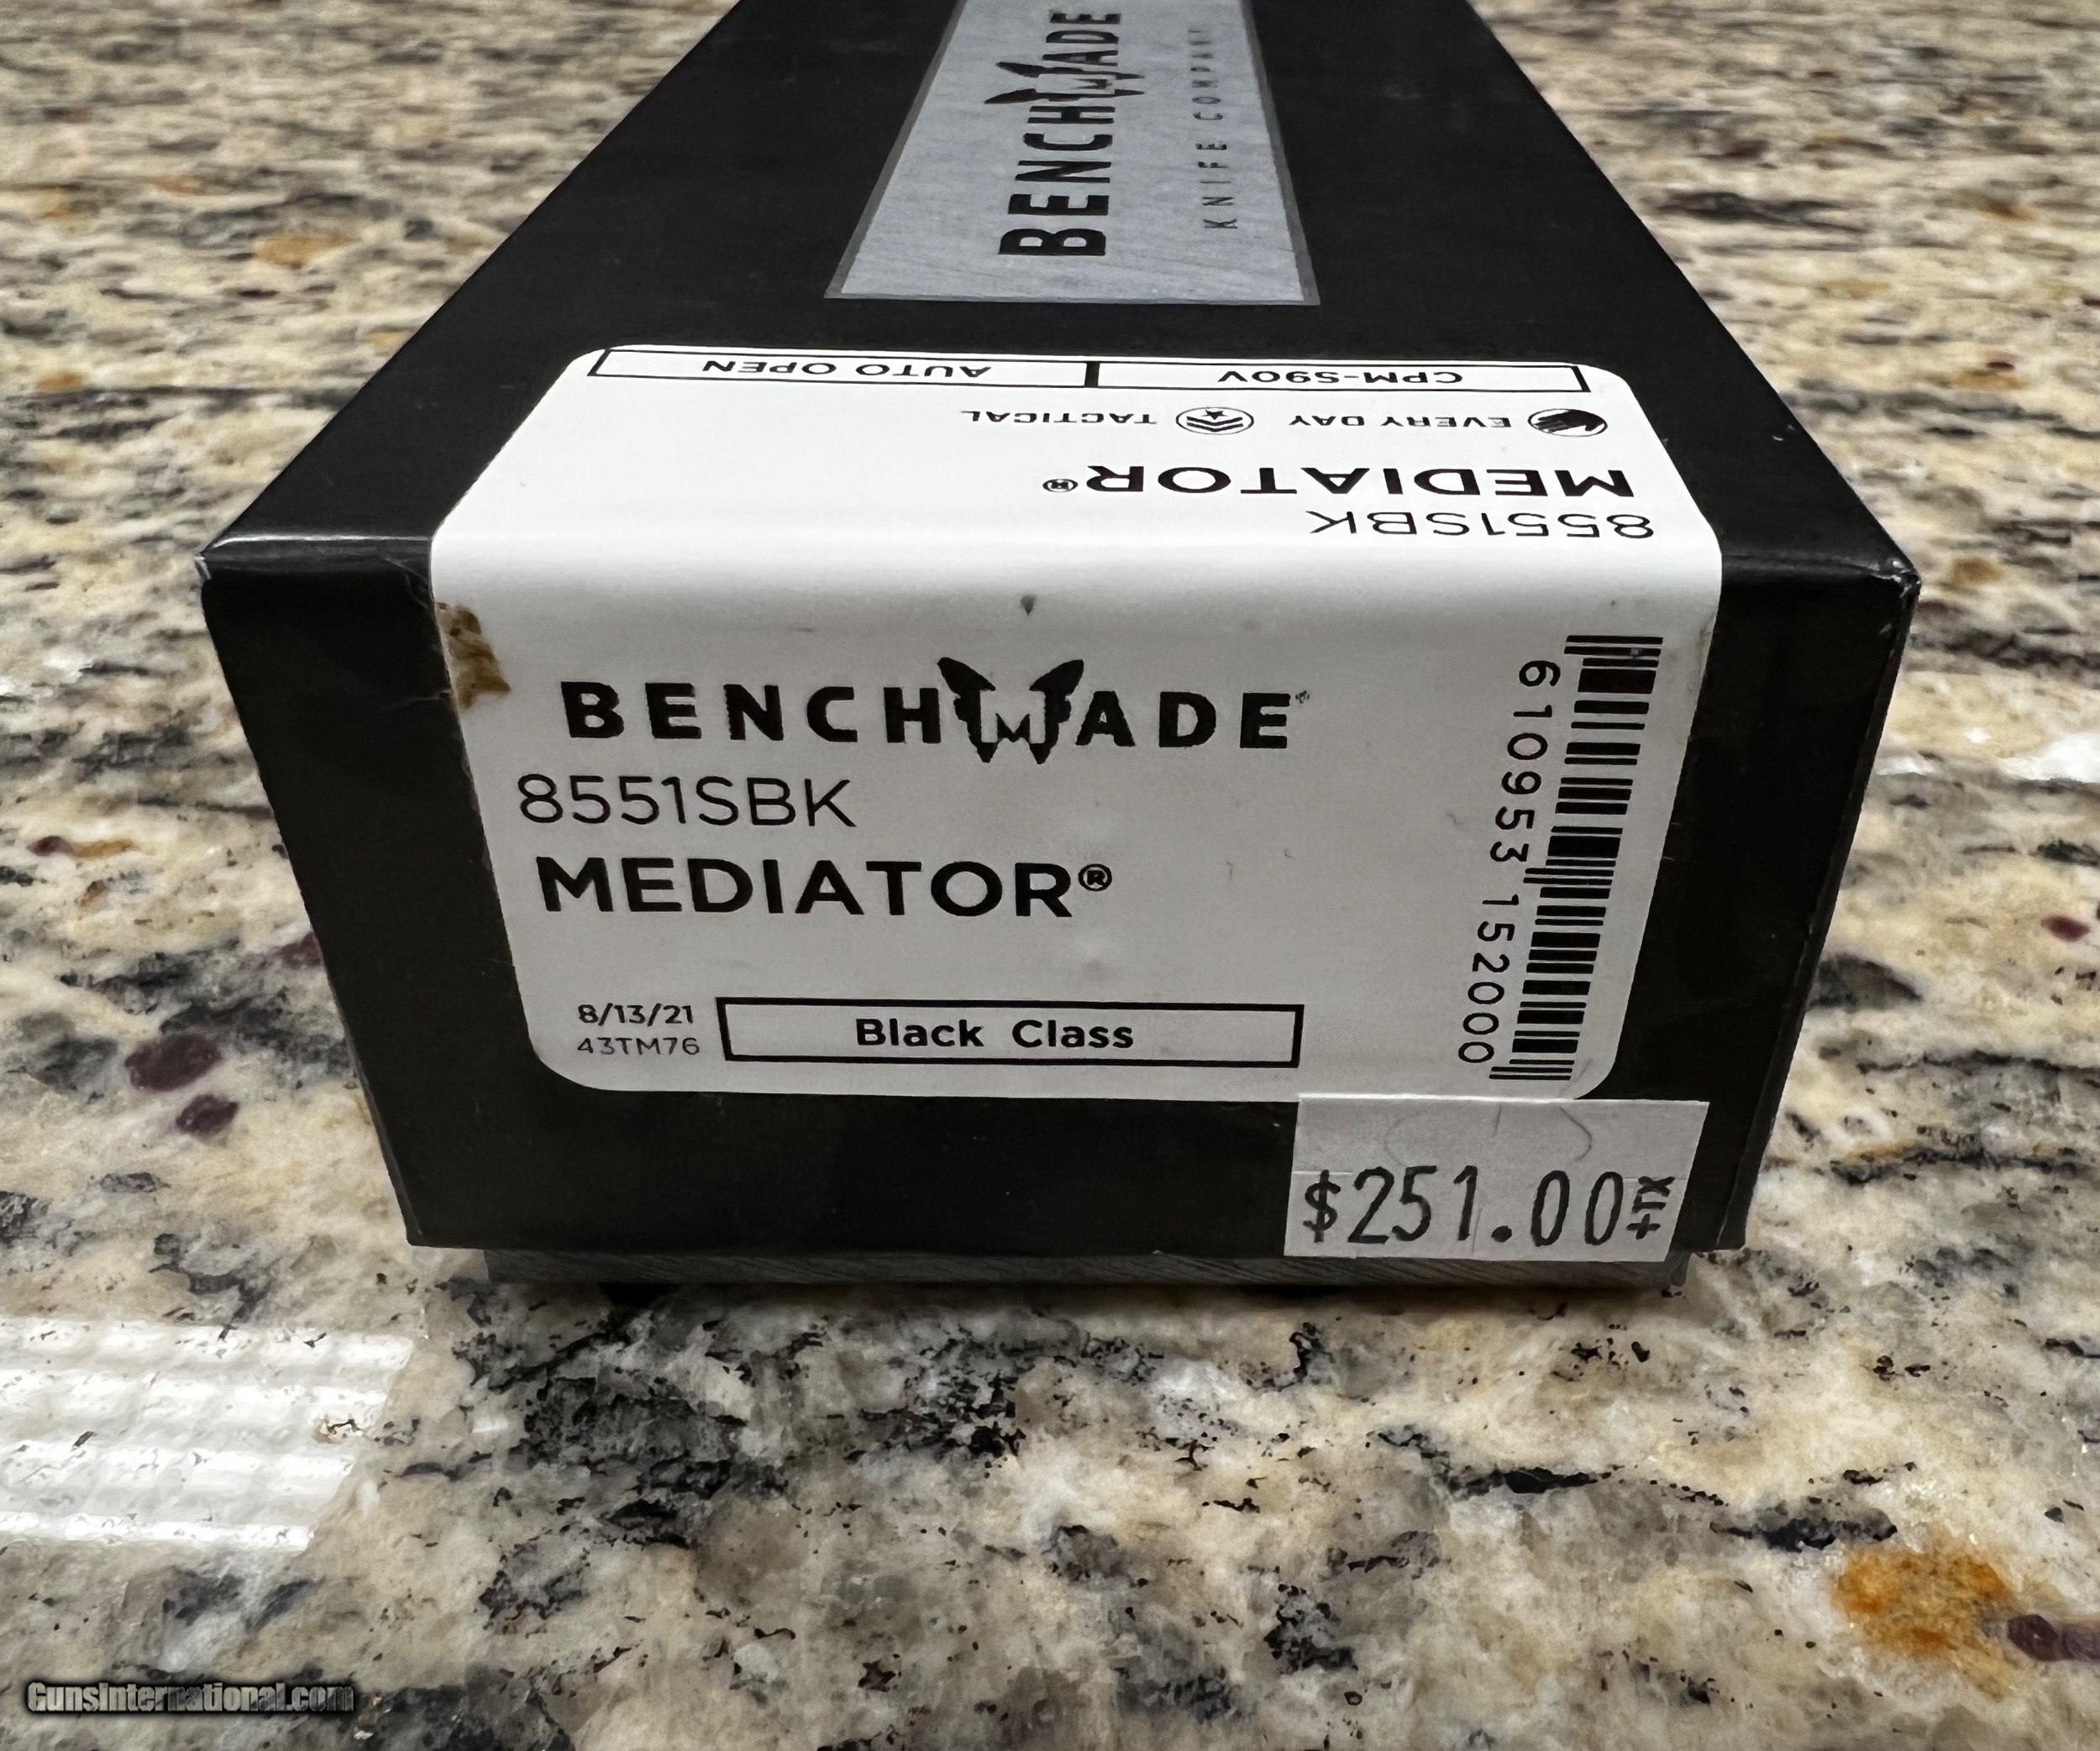 BENCHMADE
KNIFE COMPANY
8551SBK
MEDIATOR®
EVERY DAY TACTICAL
CPM-S90V AUTO OPEN
BENCHMADE®
8551SBK
MEDIATOR®
8/13/21
43TM76
Black Class
610953 152000
$251.00 +TX
GunsInternational.com